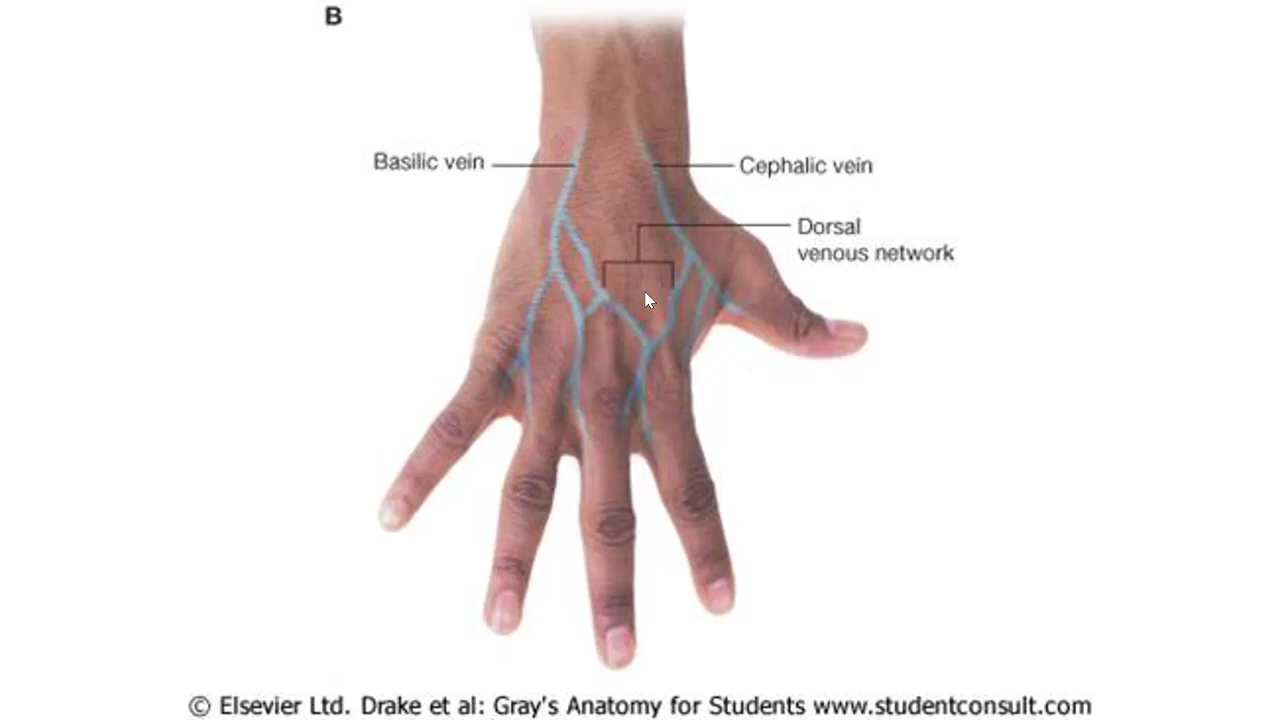 B
Basilic vein
Cephalic vein
Dorsal
venous network
© Elsevier Ltd. Drake et al: Gray's Anatomy for Students www.studentconsult.com